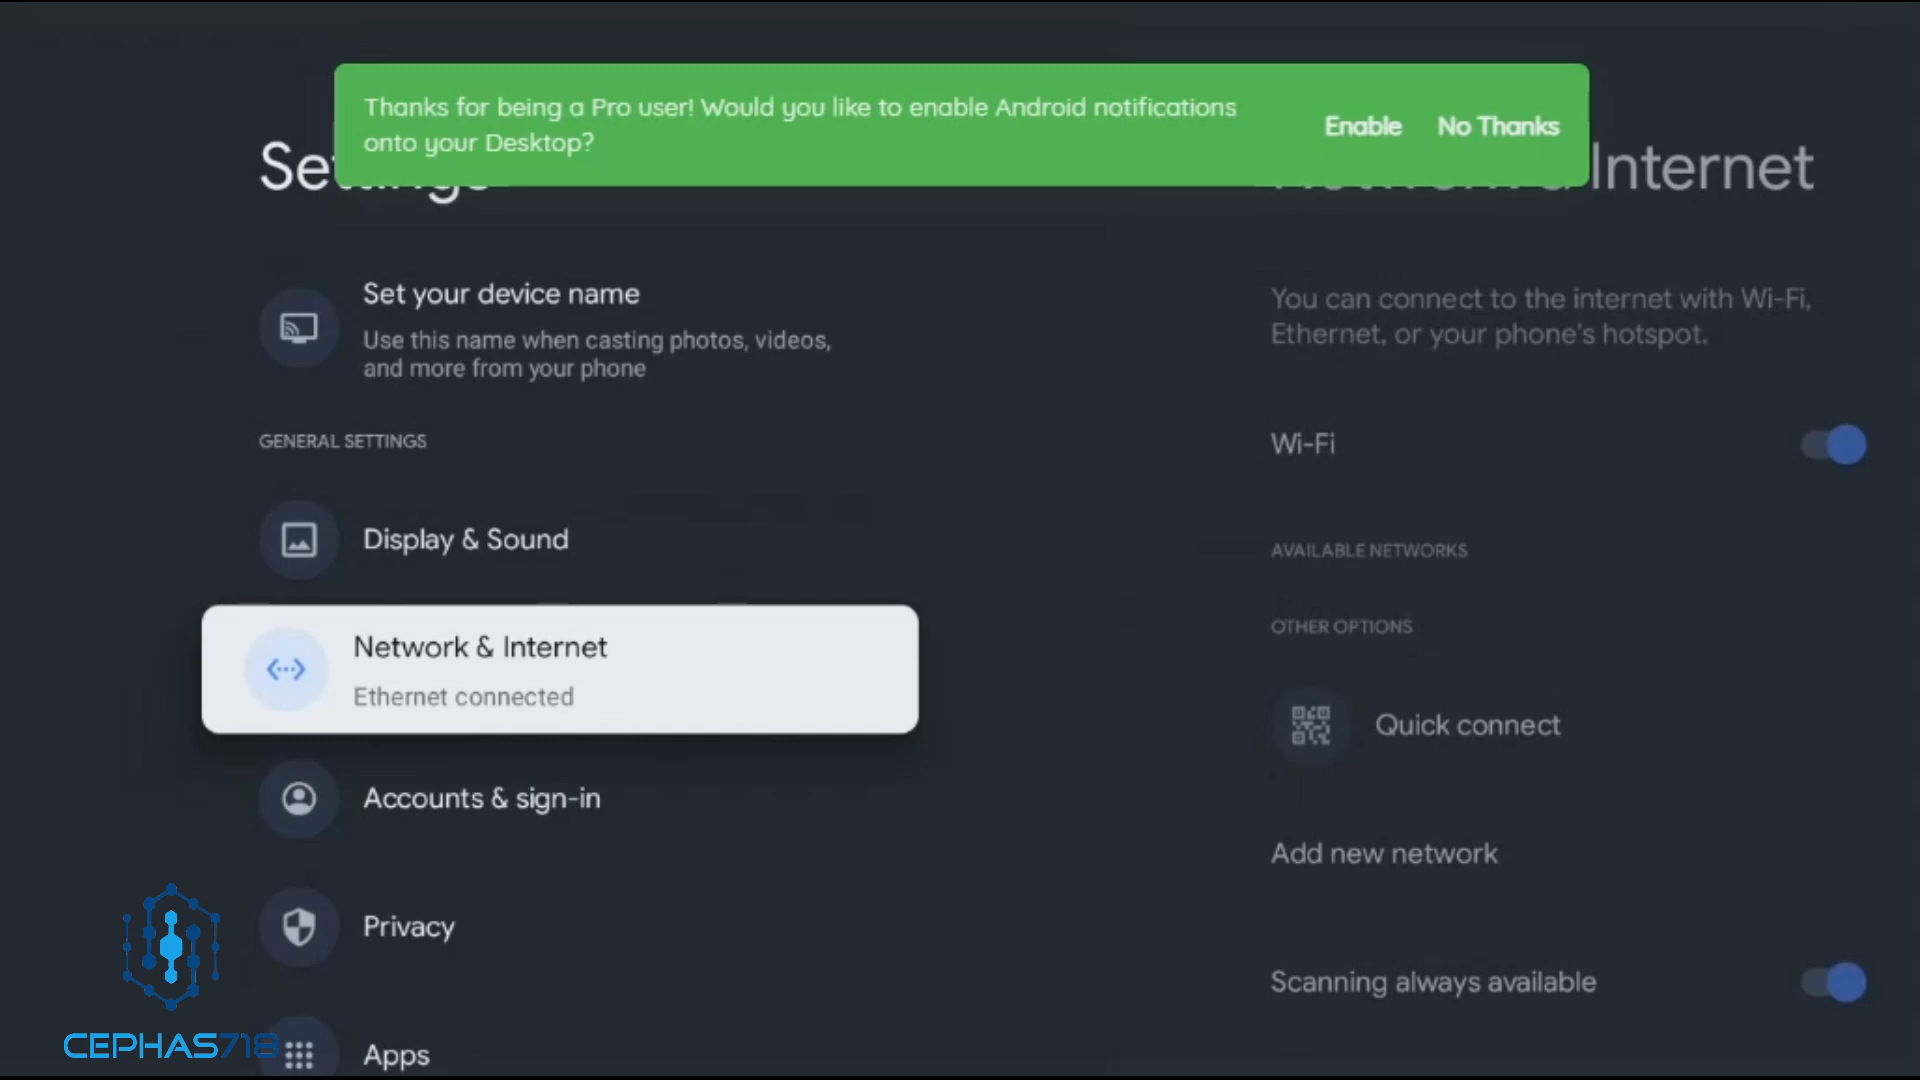 Thanks for being a Pro user! Would you like to enable Android notifications
onto your Desktop?
Enable
No Thanks
Settings
Set your device name
Use this name when casting photos, videos,
and more from your phone
GENERAL SETTINGS
Display & Sound
Network & Internet
Ethernet connected
Accounts & sign-in
Privacy
Apps
Network & Internet
You can connect to the internet with Wi-Fi,
Ethernet, or your phone's hotspot.
Wi-Fi
AVAILABLE NETWORKS
OTHER OPTIONS
Quick connect
Add new network
Scanning always available
CEPHAS718